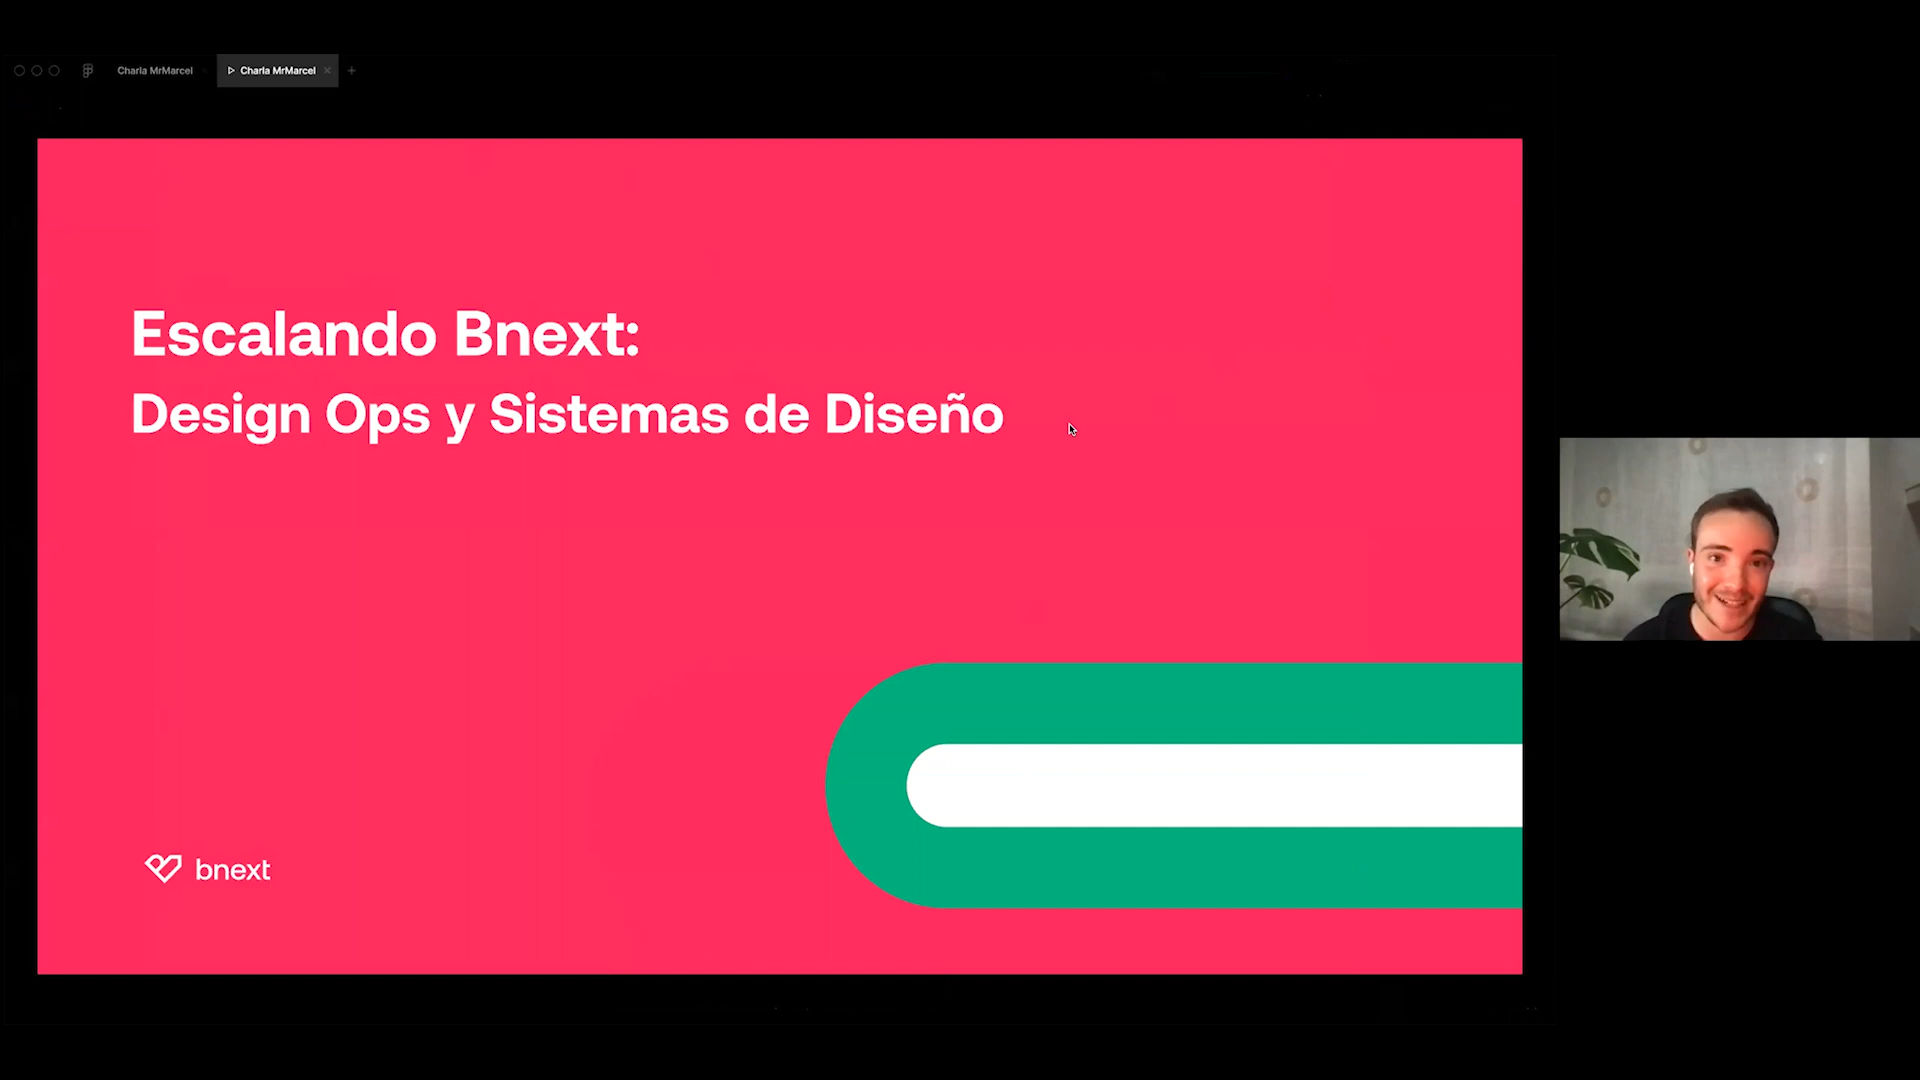 Charla MrMarcel
Charla MrMarcel
Escalando Bnext:
Design Ops y Sistemas de Diseño
bnext